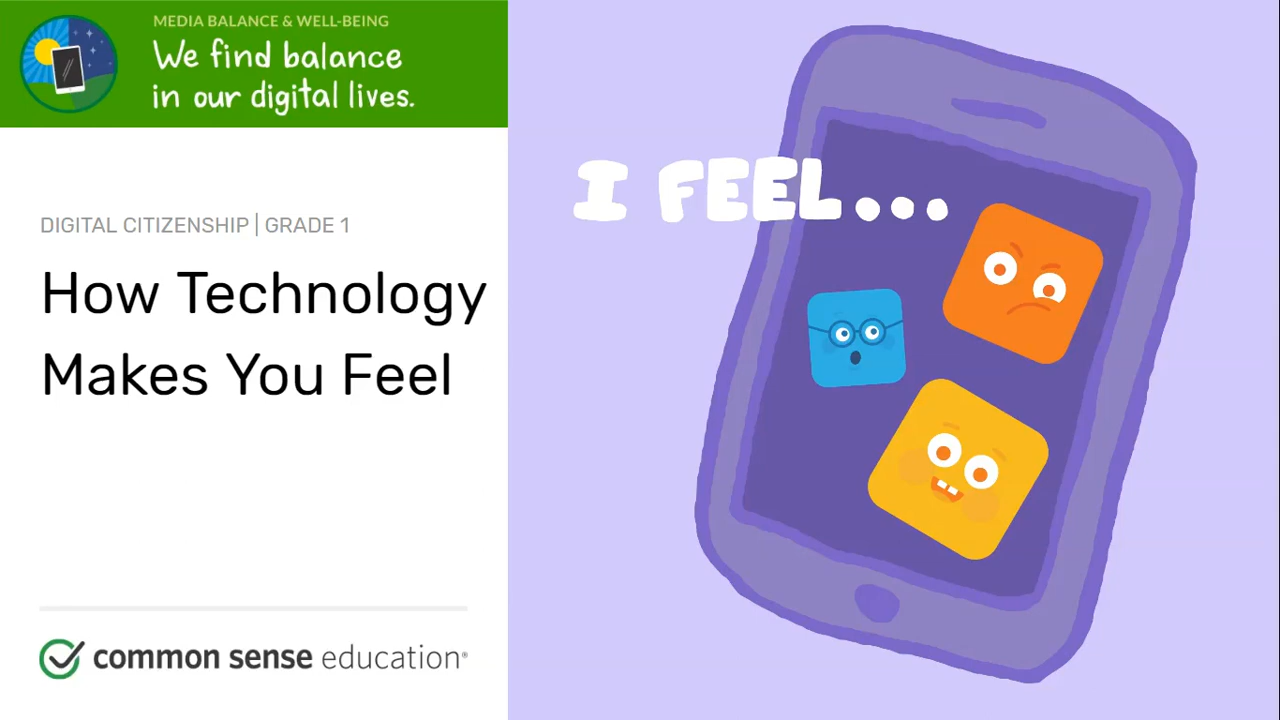 MEDIA BALANCE & WELL-BEING
We find balance
in our digital lives.
DIGITAL CITIZENSHIP | GRADE 1
How Technology
Makes You Feel
common sense education®
I FEEL...